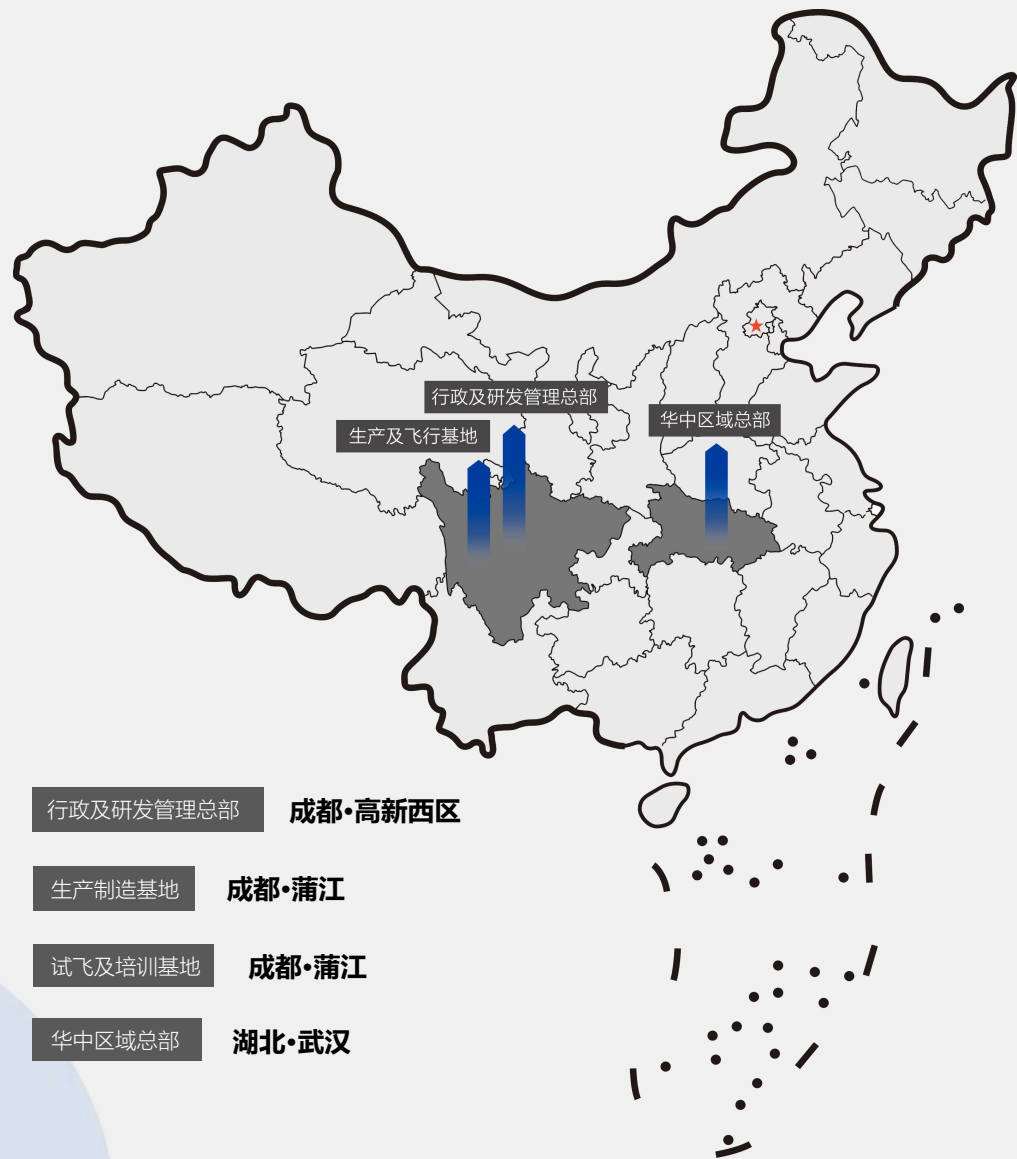 行政及研发管理总部
生产及飞行基地
华中区域总部
行政及研发管理总部 成都·高新西区
生产制造基地 成都·蒲江
试飞及培训基地 成都·蒲江
华中区域总部 湖北·武汉